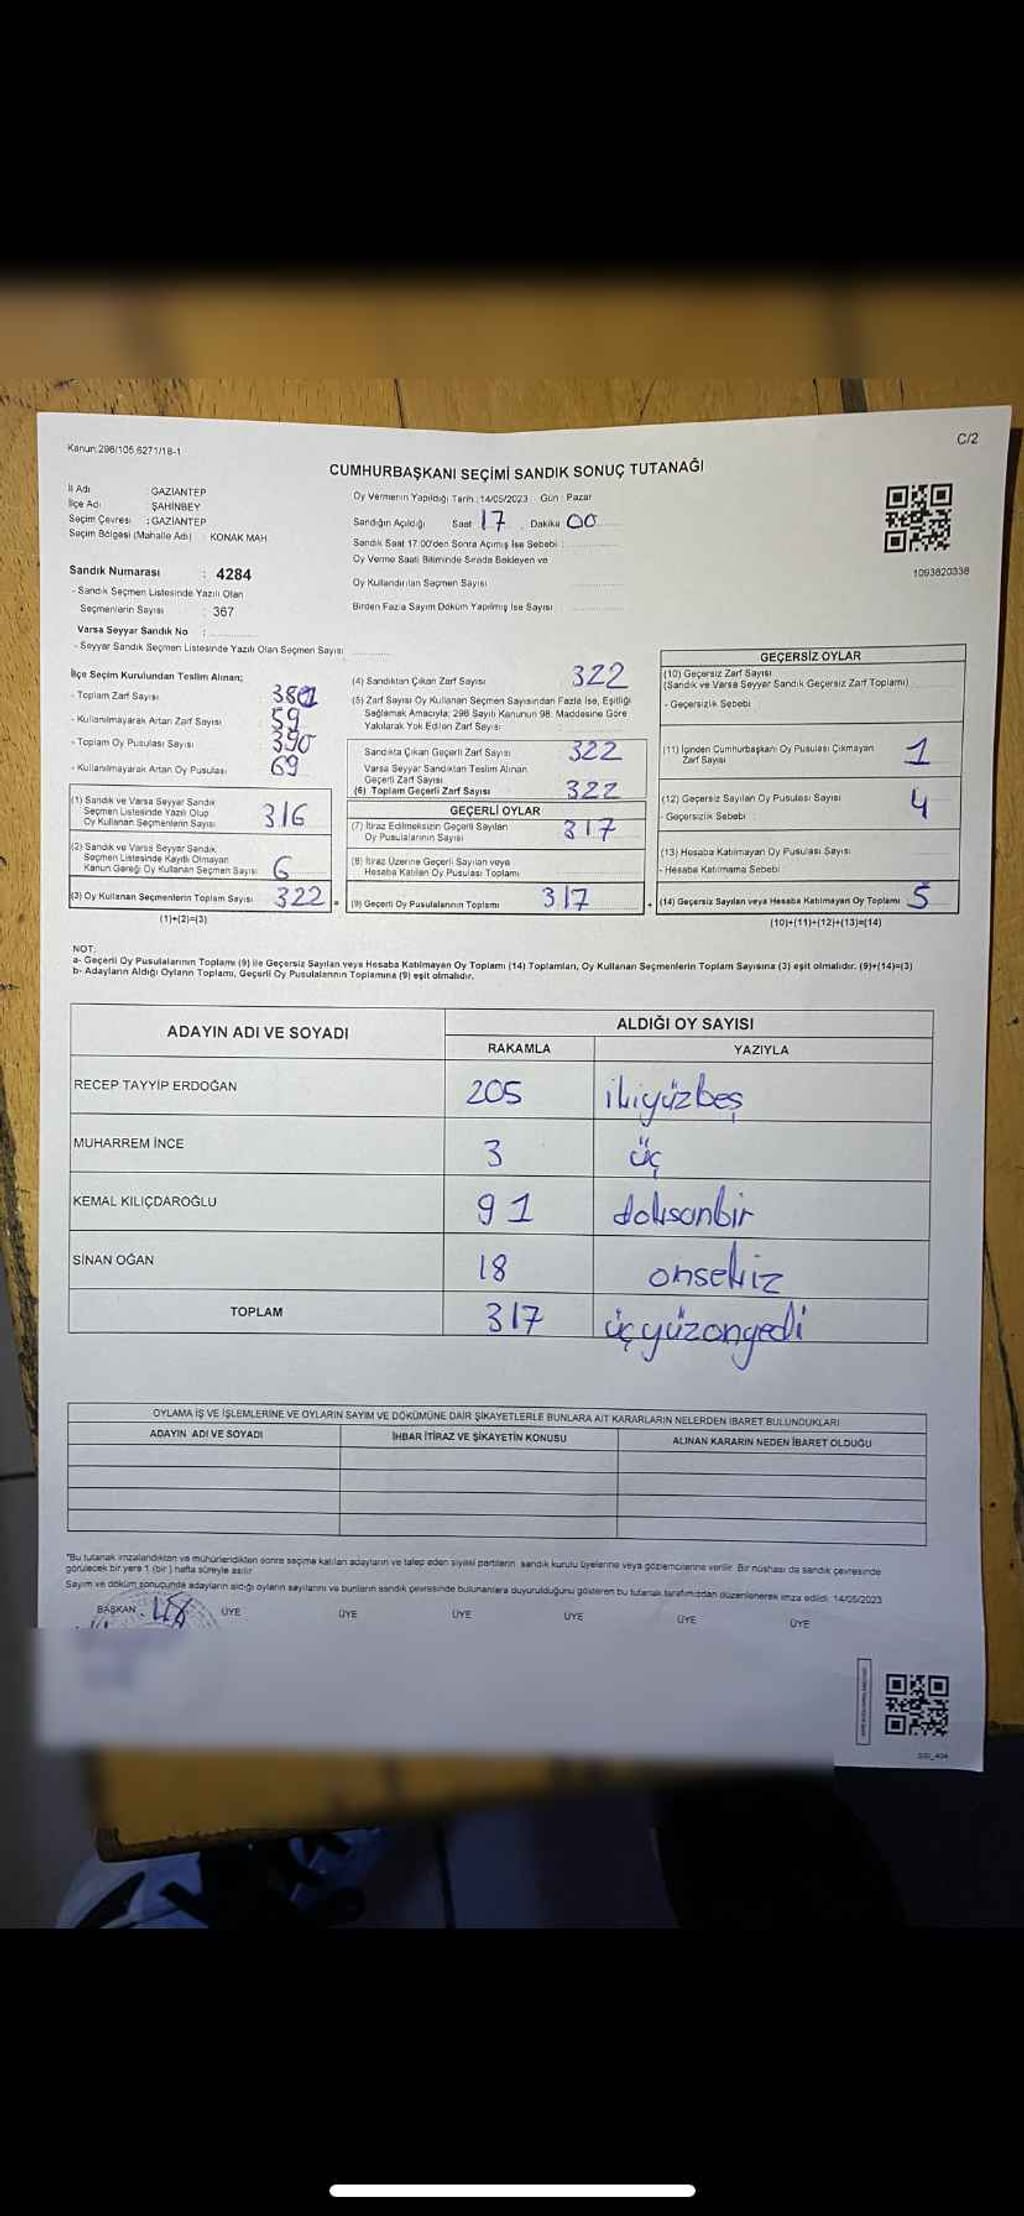 C/2
Kanun:298/105,6271/18-1
CUMHURBAŞKANI SEÇİMİ SANDIK SONUÇ TUTANAĞI
İl Adı GAZİANTEP
İlçe Adı ŞAHİNBEY
Seçim Çevresi : GAZİANTEP
Seçim Bölgesi (Mahalle Adı) KONAK MAH
Sandık Numarası : 4284
- Sandık Seçmen Listesinde Yazılı Olan
Seçmenlerin Sayısı : 367
Varsa Seyyar Sandık No :
- Seyyar Sandık Seçmen Listesinde Yazılı Olan Seçmen Sayısı
Oy Vermenin Yapıldığı Tarih : 14/05/2023 Gün : Pazar
Sandığın Açıldığı Saat 17 Dakika 00
Sandık Saat 17:00'den Sonra Açımış İse Sebebi :
Oy Verme Saati Bitiminde Sırada Bekleyen ve
Oy Kullandırılan Seçmen Sayısı
Birden Fazla Sayım Döküm Yapılmış İse Sayısı
1093820338
İlçe Seçim Kurulundan Teslim Alınan;
- Toplam Zarf Sayısı
- Kullanılmayarak Artan Zarf Sayısı 59
- Toplam Oy Pusulası Sayısı 390
- Kullanılmayarak Artan Oy Pusulası 69
(1) Sandık ve Varsa Seyyar Sandık
Seçmen Listesinde Yazılı Olup
Oy Kullanan Seçmenlerin Sayısı 316
(2) Sandık ve Varsa Seyyar Sandık
Seçmen Listesinde Kayıtlı Olmayan
Kanun Gereği Oy Kullanan Seçmen Sayısı 6
(3) Oy Kullanan Seçmenlerin Toplam Sayısı 322 =
(1)+(2)=(3)
(4) Sandıktan Çıkan Zarf Sayısı 322
(5) Zarf Sayısı Oy Kullanan Seçmen Sayısından Fazla İse, Eşitliği
Sağlamak Amacıyla; 298 Sayılı Kanunun 98. Maddesine Göre
Yakılarak Yok Edilen Zarf Sayısı
Sandıkta Çıkan Geçerli Zarf Sayısı 322
Varsa Seyyar Sandıktan Teslim Alınan
Geçerli Zarf Sayısı
(6) Toplam Geçerli Zarf Sayısı 322
GEÇERLİ OYLAR
(7) İtiraz Edilmeksizin Geçerli Sayılan
Oy Pusulalarının Sayısı 317
(8) İtiraz Üzerine Geçerli Sayılan veya
Hesaba Katılan Oy Pusulası Toplamı
(9) Geçerli Oy Pusulalarının Toplamı 317 +
GEÇERSİZ OYLAR
(10) Geçersiz Zarf Sayısı
(Sandık ve Varsa Seyyar Sandık Geçersiz Zarf Toplamı)
- Geçersizlik Sebebi
(11) İçinden Cumhurbaşkanı Oy Pusulası Çıkmayan
Zarf Sayısı 1
(12) Geçersiz Sayılan Oy Pusulası Sayısı 4
- Geçersizlik Sebebi
(13) Hesaba Katılmayan Oy Pusulası Sayısı
- Hesaba Katılmama Sebebi
(14) Geçersiz Sayılan veya Hesaba Katılmayan Oy Toplamı 5
(10)+(11)+(12)+(13)=(14)
NOT:
a- Geçerli Oy Pusulalarının Toplamı (9) ile Geçersiz Sayılan veya Hesaba Katılmayan Oy Toplamı (14) Toplamları, Oy Kullanan Seçmenlerin Toplam Sayısına (3) eşit olmalıdır. (9)+(14)=(3)
b- Adayların Aldığı Oyların Toplamı, Geçerli Oy Pusulalarının Toplamına (9) eşit olmalıdır.
ADAYIN ADI VE SOYADI ALDIĞI OY SAYISI
RAKAMLA YAZIYLA
RECEP TAYYİP ERDOĞAN 205 ikiyüzbeş
MUHARREM İNCE 3 üç
KEMAL KILIÇDAROĞLU 91 doksanbir
SİNAN OĞAN 18 onsekiz
TOPLAM 317 üçyüzonyedi
OYLAMA İŞ VE İŞLEMLERİNE VE OYLARIN SAYIM VE DÖKÜMÜNE DAİR ŞİKAYETLERLE BUNLARA AİT KARARLARIN NELERDEN İBARET BULUNDUKLARI
ADAYIN ADI VE SOYADI İHBAR İTİRAZ VE ŞİKAYETİN KONUSU ALINAN KARARIN NEDEN İBARET OLDUĞU
"Bu tutanak imzalandıktan ve mühürlendikten sonra seçime katılan adayların ve talep eden siyasi partilerin sandık kurulu üyelerine veya gözlemcilerine verilir. Bir nüshası da sandık çevresinde
görülecek bir yere 1 (bir) hafta süreyle asılır
Sayım ve döküm sonucunda adayların aldığı oyların sayılarını ve bunların sandık çevresinde bulunanlara duyurulduğunu gösteren bu tutanak tarafımızdan düzenlenerek imza edildi. 14/05/2023
BAŞKAN ÜYE ÜYE ÜYE ÜYE ÜYE ÜYE